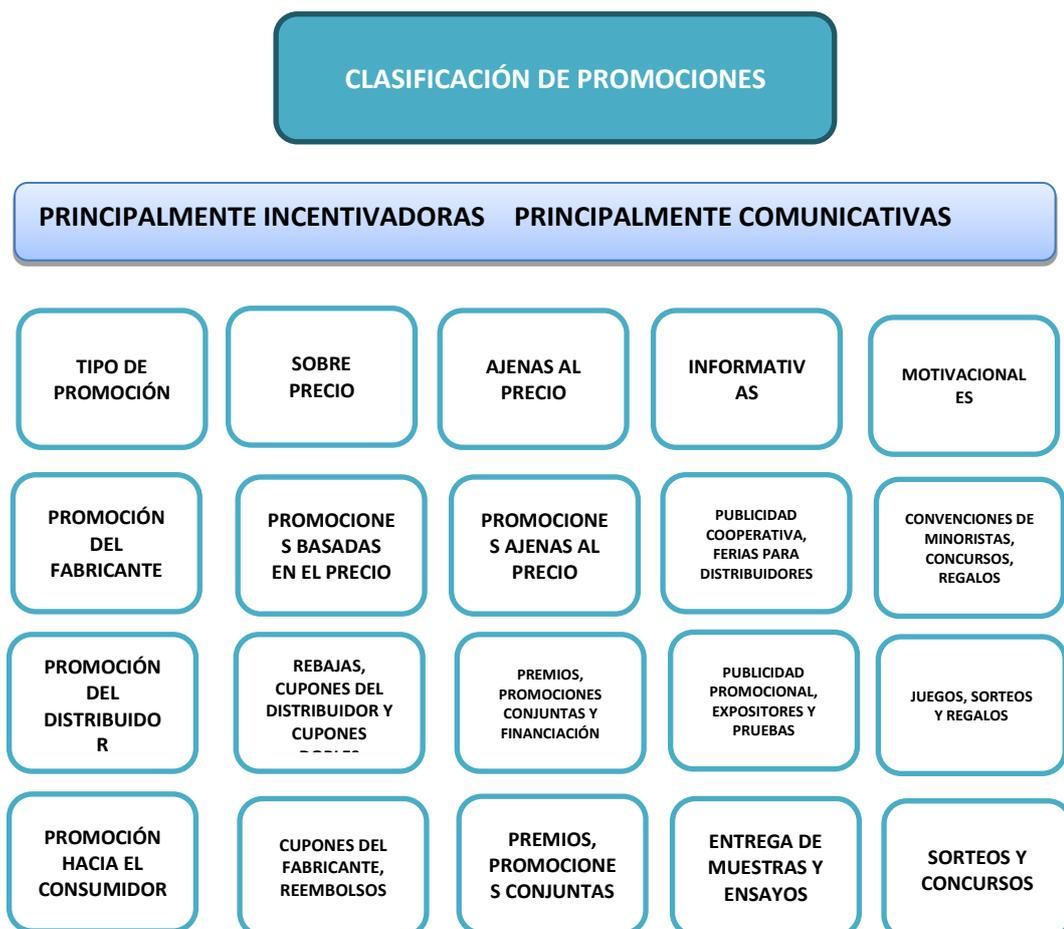 CLASIFICACIÓN DE PROMOCIONES
PRINCIPALMENTE INCENTIVADORAS PRINCIPALMENTE COMUNICATIVAS
TIPO DE
PROMOCIÓN
SOBRE
PRECIO
AJENAS AL
PRECIO
INFORMATIV
AS
MOTIVACIONAL
ES
PROMOCIÓN
DEL
FABRICANTE
PROMOCIONE
S BASADAS
EN EL PRECIO
PROMOCIONE
S AJENAS AL
PRECIO
PUBLICIDAD
COOPERATIVA,
FERIAS PARA
DISTRIBUIDORES
CONVENCIONES DE
MINORISTAS,
CONCURSOS,
REGALOS
PROMOCIÓN
DEL
DISTRIBUIDO
R
REBAJAS,
CUPONES DEL
DISTRIBUIDOR Y
CUPONES
PREMIOS,
PROMOCIONES
CONJUNTAS Y
FINANCIACIÓN
PUBLICIDAD
PROMOCIONAL,
EXPOSITORES Y
PRUEBAS
JUEGOS, SORTEOS
Y REGALOS
PROMOCIÓN
HACIA EL
CONSUMIDOR
CUPONES DEL
FABRICANTE,
REEMBOLSOS
PREMIOS,
PROMOCIONE
S CONJUNTAS
ENTREGA DE
MUESTRAS Y
ENSAYOS
SORTEOS Y
CONCURSOS